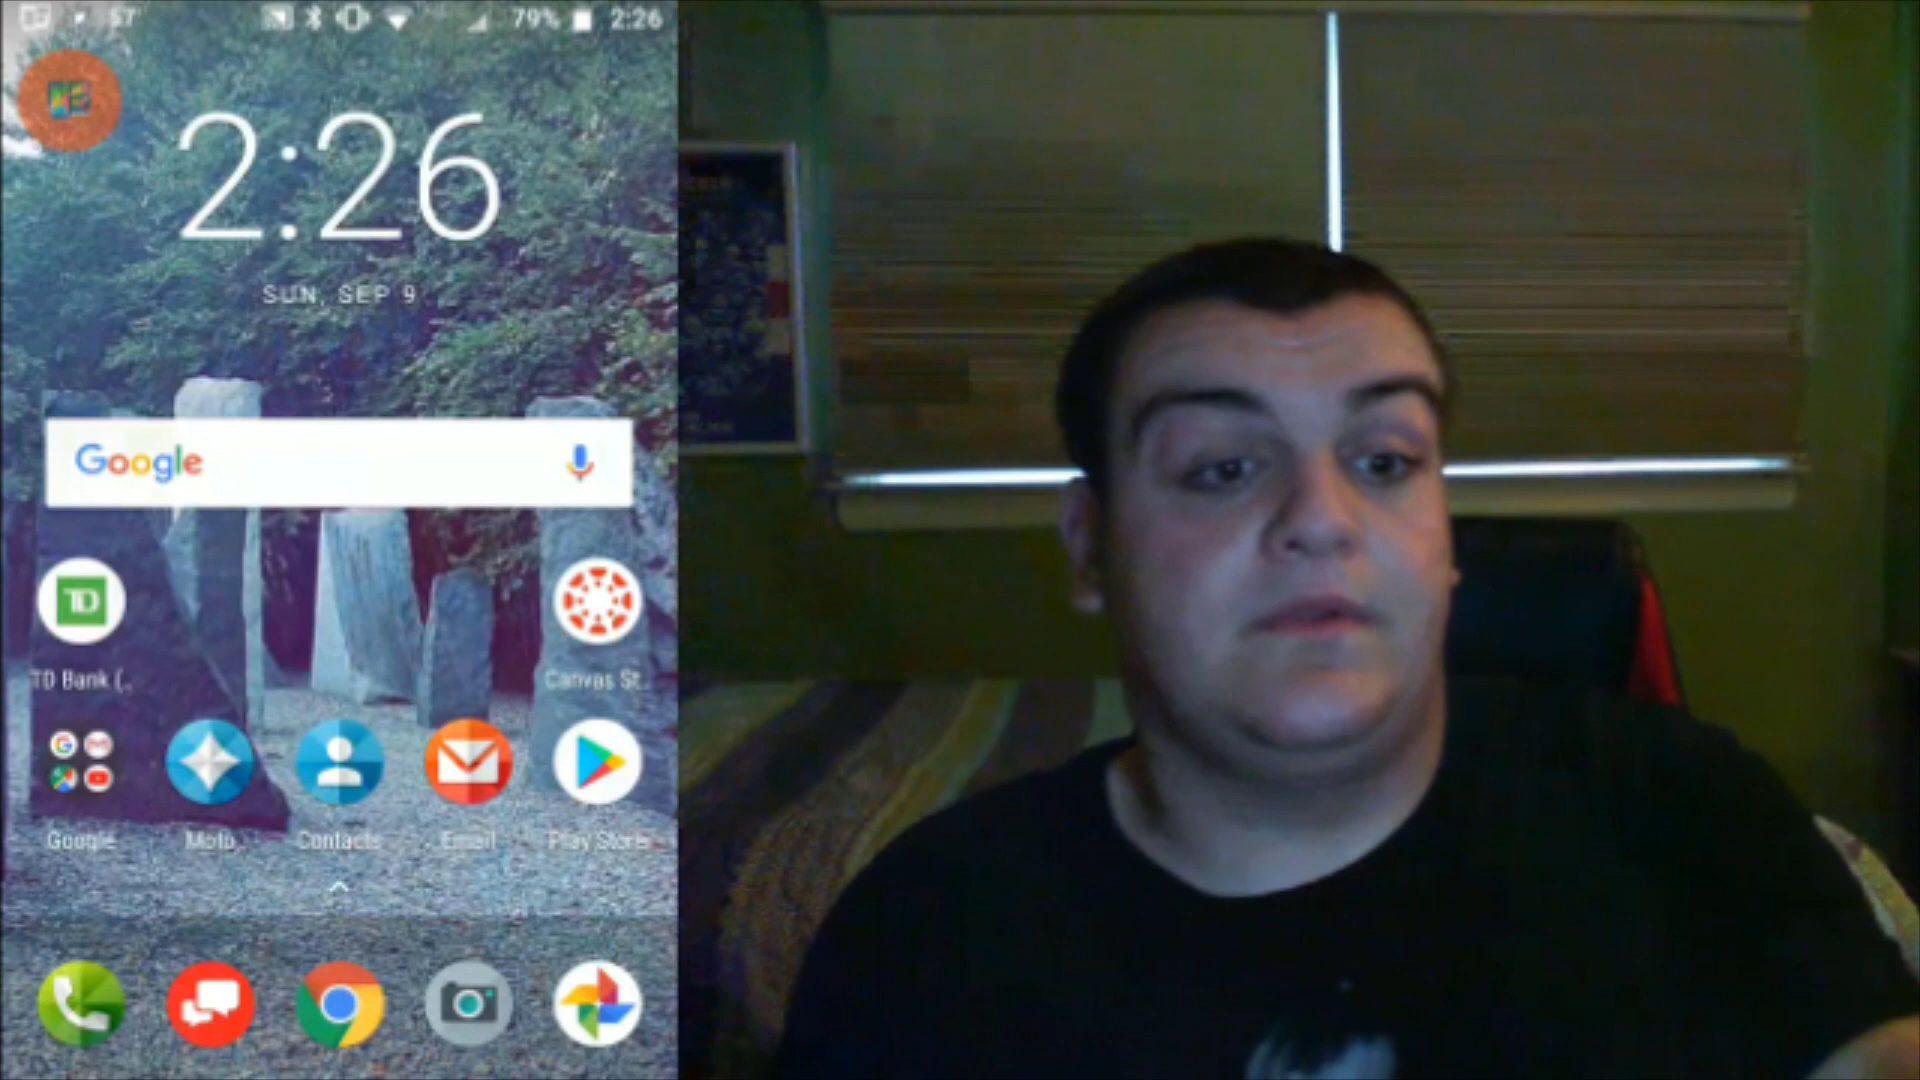 57° 79% 2:26
2:26
SUN, SEP 9
Google
TD
TD Bank (..
Canvas St..
Google Moto Contacts Email Play Store